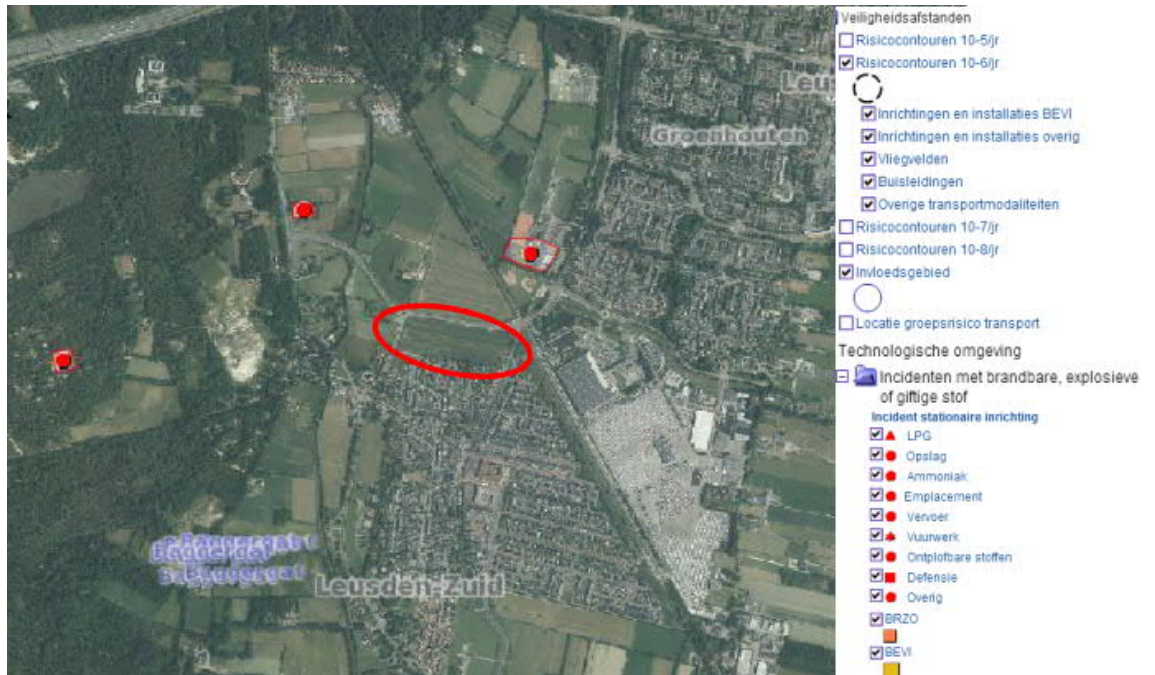 Leu
Groenhouten
Leusden-Zuid
Veiligheidsafstanden
Risicocontouren 10-5/jr
Risicocontouren 10-6/jr
Inrichtingen en installaties BEVI
Inrichtingen en installaties overig
Vliegvelden
Buisleidingen
Overige transportmodaliteiten
Risicocontouren 10-7/jr
Risicocontouren 10-8/jr
Invloedsgebied
Locatie groepsrisico transport
Technologische omgeving
Incidenten met brandbare, explosieve
of giftige stof
Incident stationaire inrichting
LPG
Opslag
Ammoniak
Emplacement
Vervoer
Vuurwerk
Ontplofbare stoffen
Defensie
Overig
BRZO
BEVI